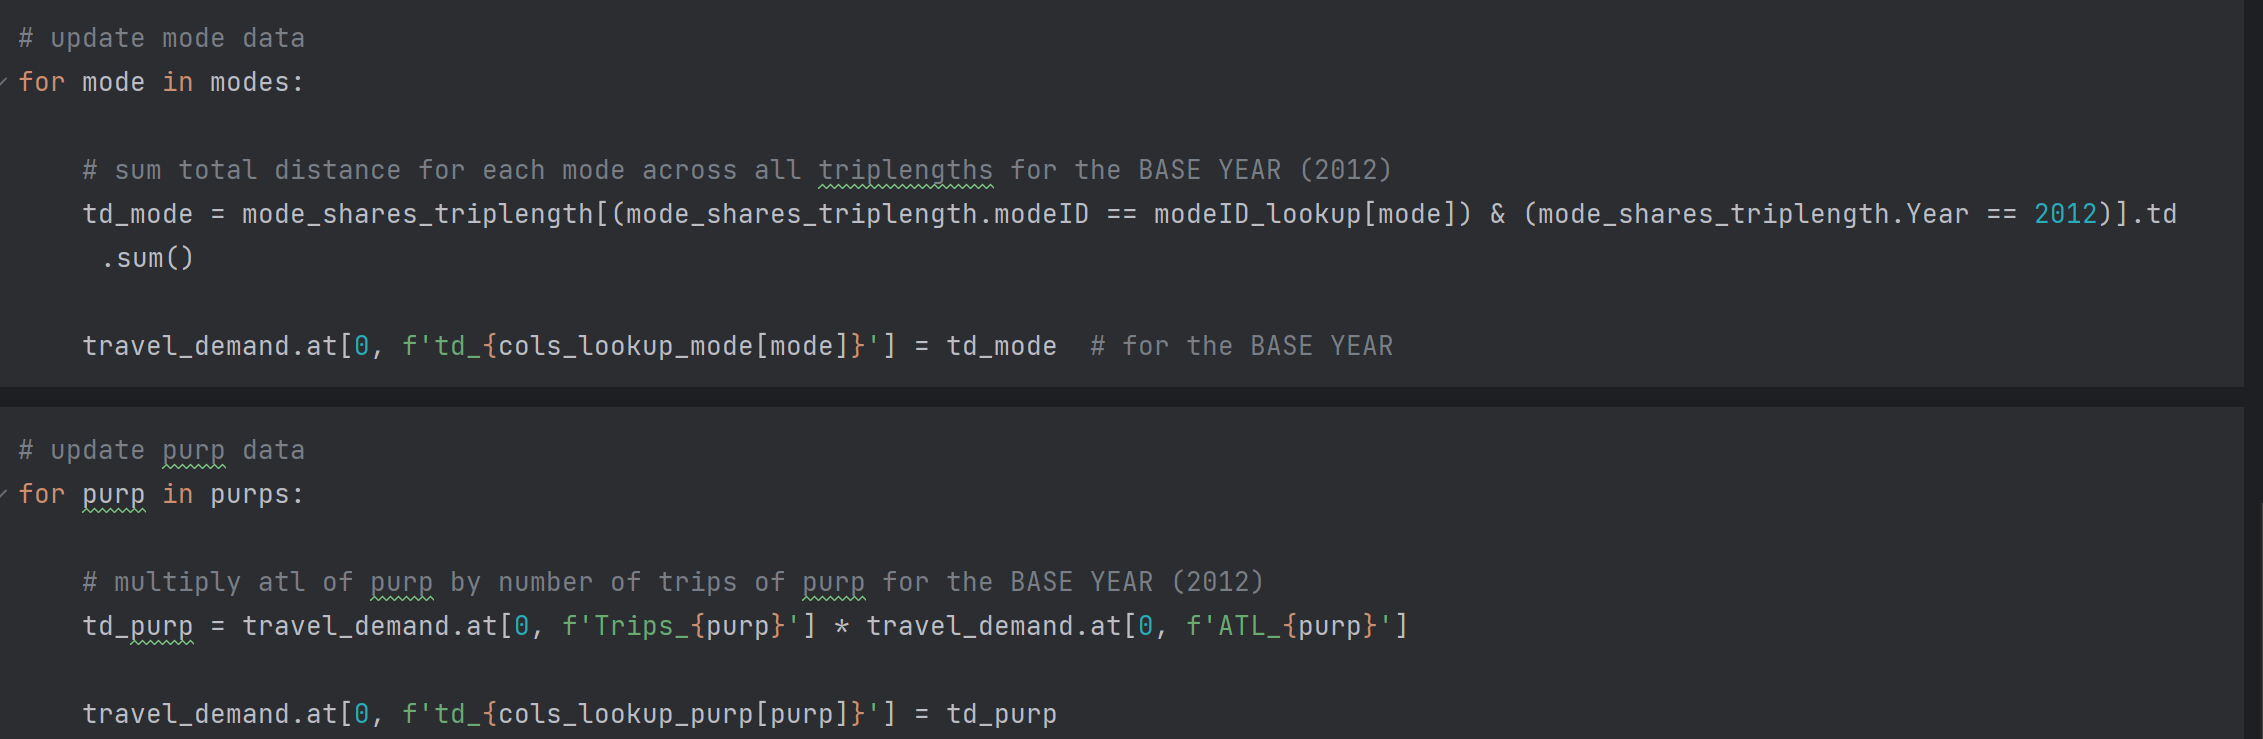 # update mode data
for mode in modes:
# sum total distance for each mode across all triplengths for the BASE YEAR (2012)
td_mode = mode_shares_triplength[(mode_shares_triplength.modeID == modeID_lookup[mode]) & (mode_shares_triplength.Year == 2012)].td
.sum()
travel_demand.at[0, f'td_{cols_lookup_mode[mode]}'] = td_mode  # for the BASE YEAR
# update purp data
for purp in purps:
# multiply atl of purp by number of trips of purp for the BASE YEAR (2012)
td_purp = travel_demand.at[0, f'Trips_{purp}'] * travel_demand.at[0, f'ATL_{purp}']
travel_demand.at[0, f'td_{cols_lookup_purp[purp]}'] = td_purp